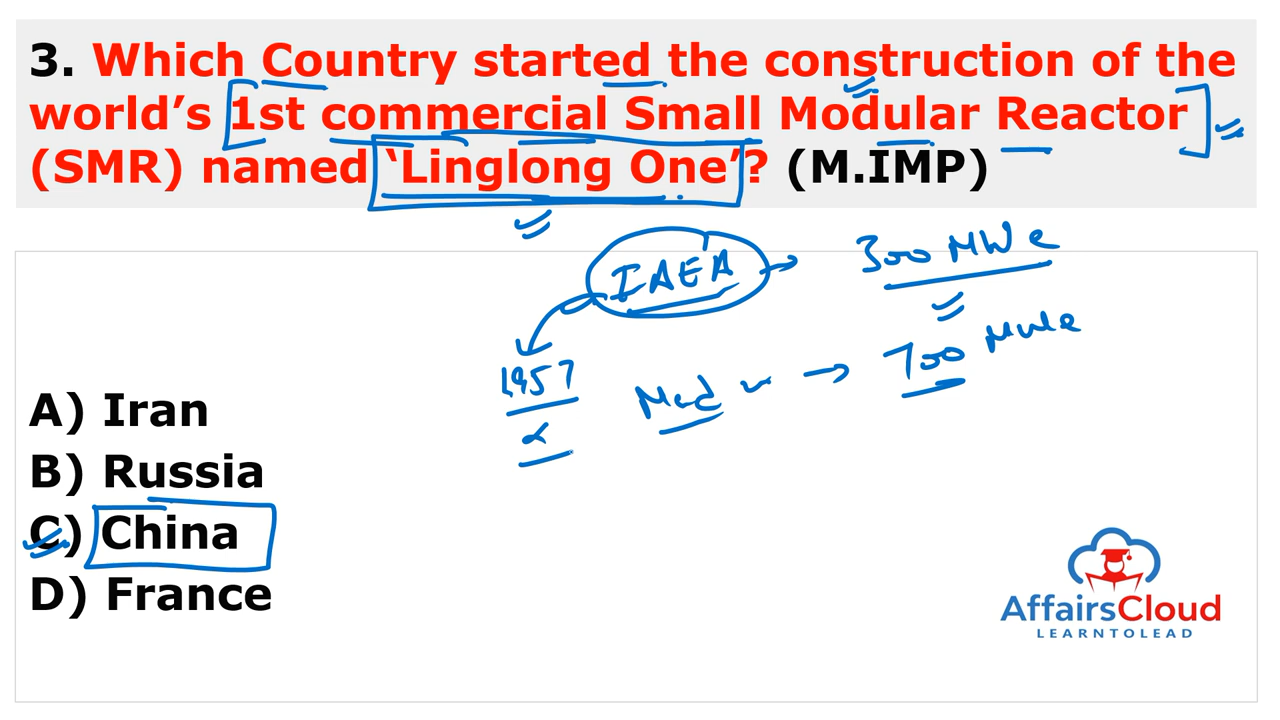 3. Which Country started the construction of the
world's 1st commercial Small Modular Reactor
(SMR) named ‘Linglong One’? (M.IMP)
IAEA
300 MWe
1957
Med
700 MWe
A) Iran
B) Russia
C) China
D) France
AffairsCloud
LEARNTOLEAD